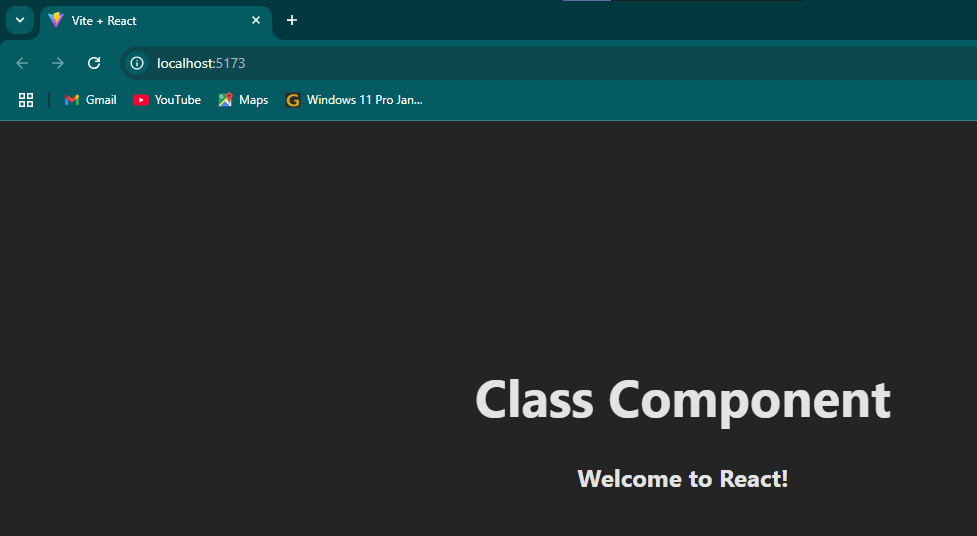 Vite + React
localhost:5173
Gmail YouTube Maps G Windows 11 Pro Jan...
Class Component
Welcome to React!